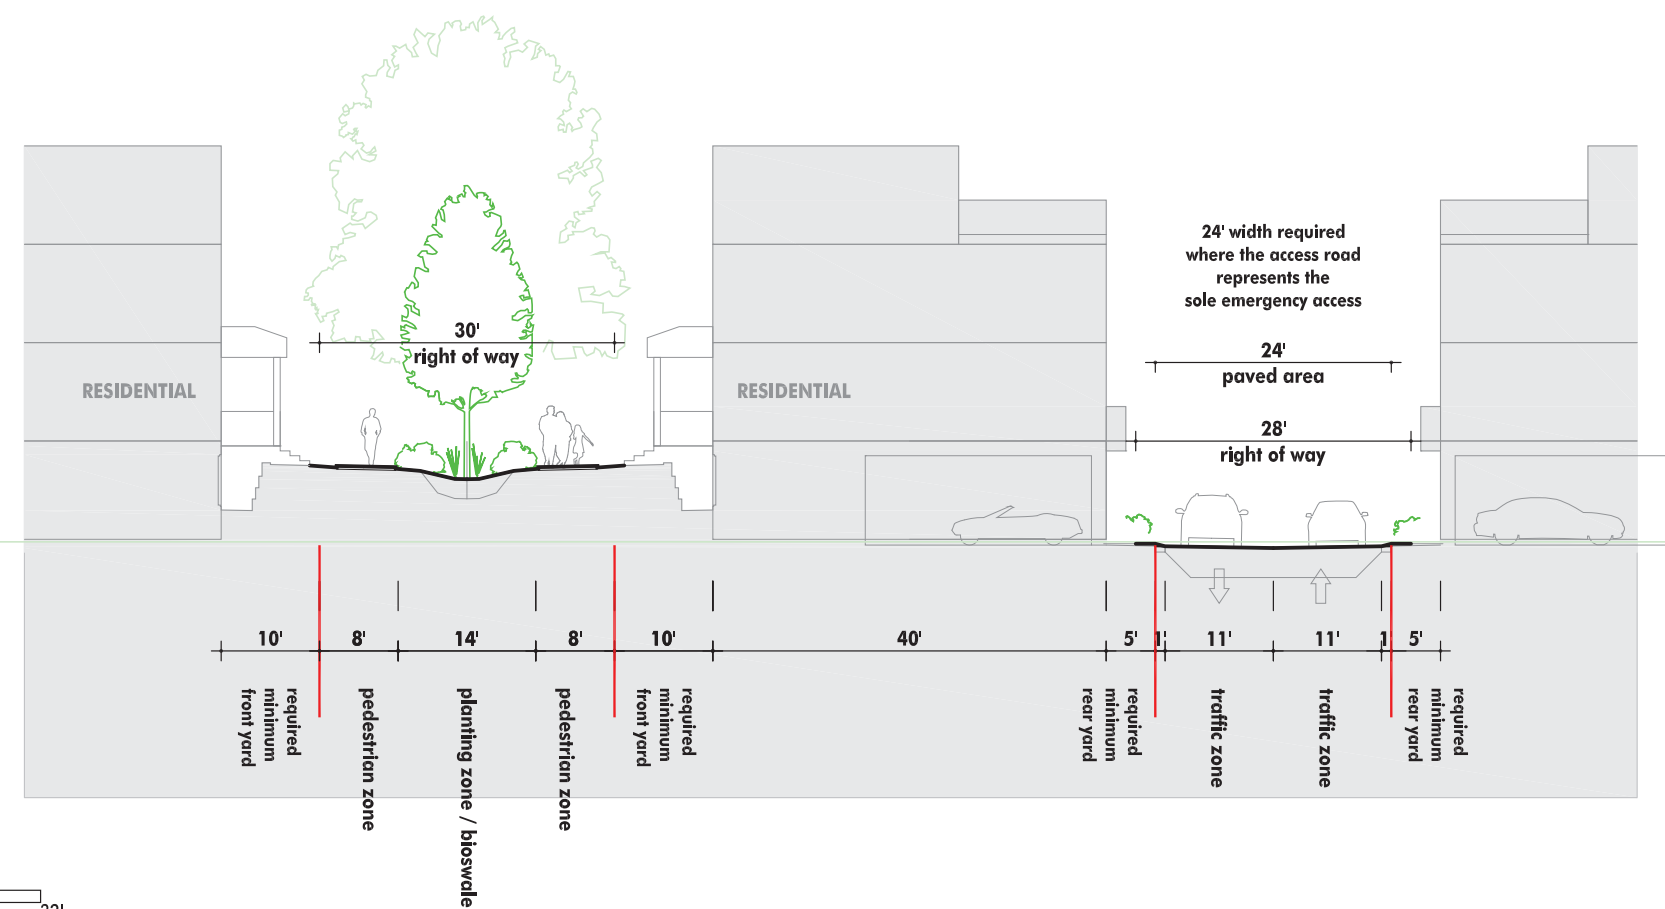 24' width required
where the access road
represents the
sole emergency access
30'
right of way
24'
paved area
RESIDENTIAL
RESIDENTIAL
28'
right of way
10'
8'
14'
8'
10'
40'
5'
1'
11'
11'
1'
5'
required
minimum
front yard
pedestrian zone
planting zone / bioswale
pedestrian zone
required
minimum
front yard
required
minimum
rear yard
traffic zone
traffic zone
required
minimum
rear yard